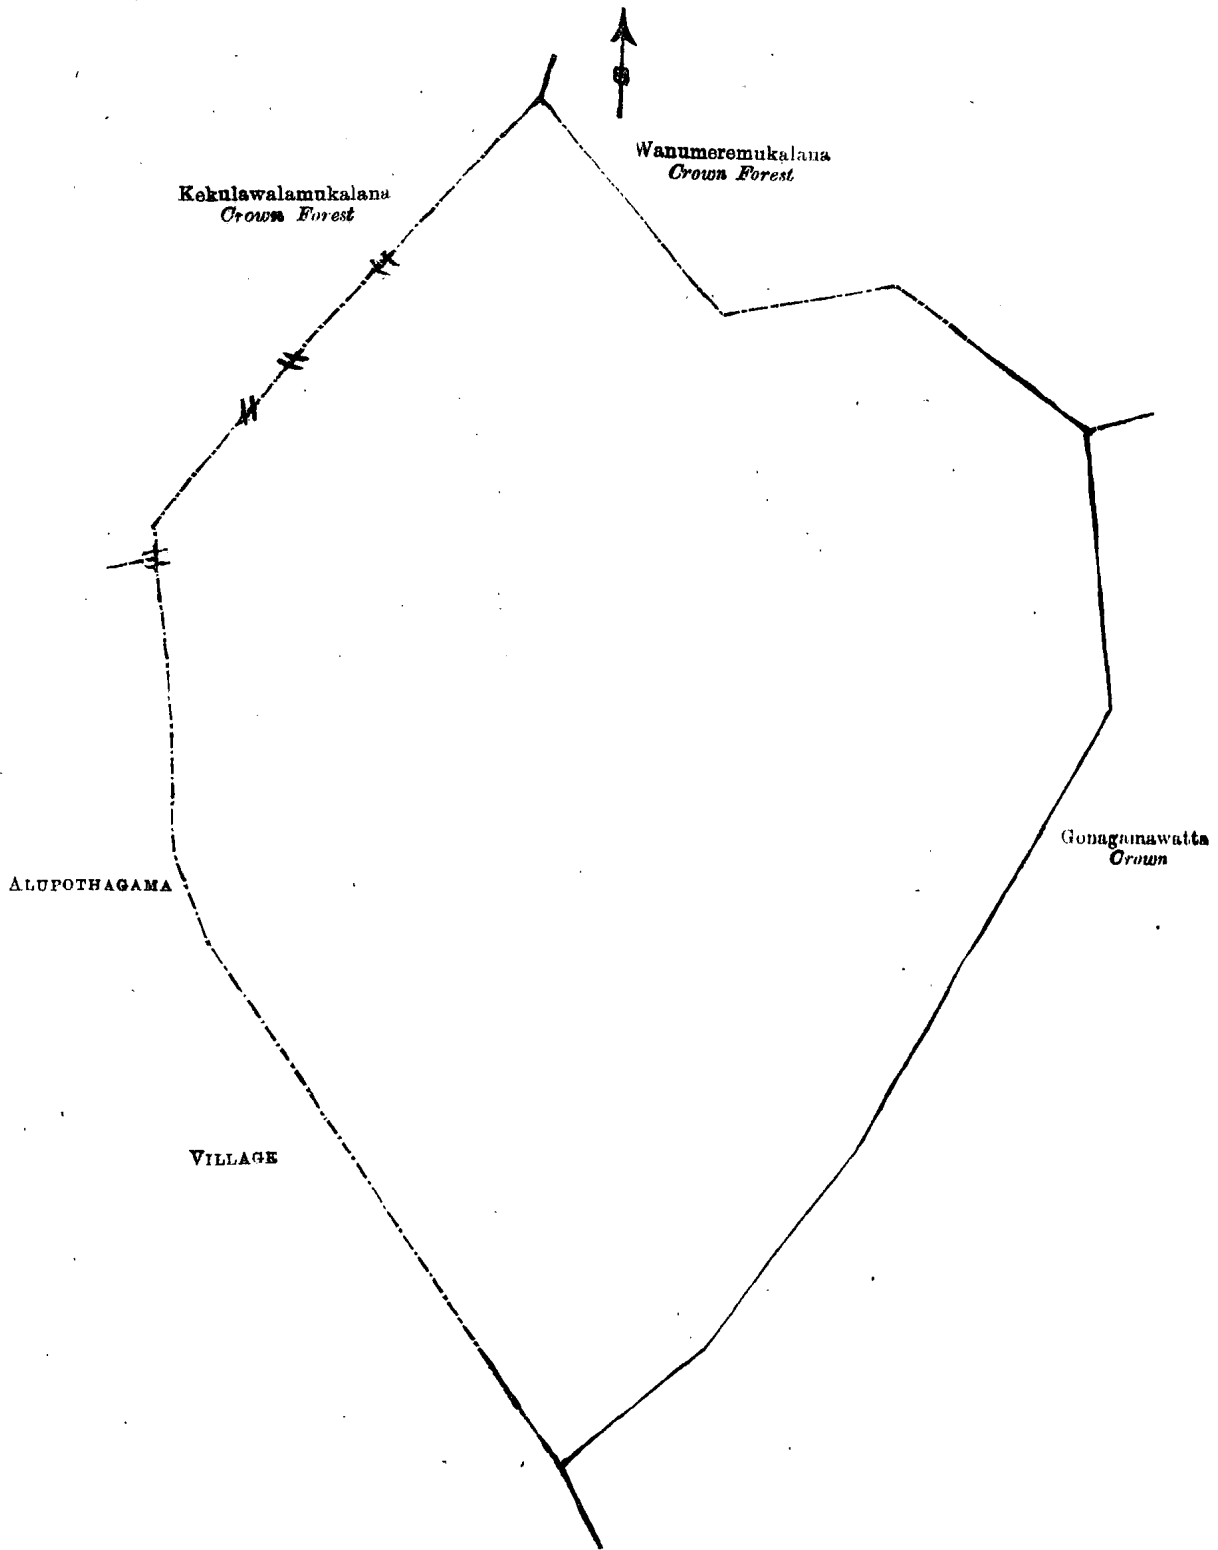 Wanumeremukalana
Crown Forest
Kekulawalamukalana
Crown Forest
Gonagamawatta
Crown
ALUPOTHAGAMA
VILLAGE